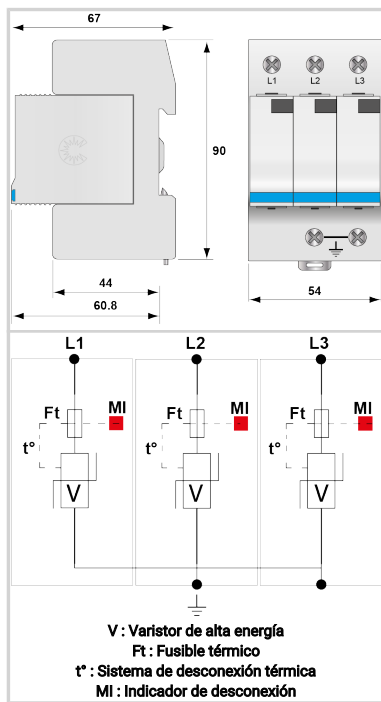 67
L1 L2 L3
90
44
60.8
54
L1 L2 L3
Ft MI Ft MI Ft MI
t° t° t°
V V V
V : Varistor de alta energía
Ft : Fusible térmico
t° : Sistema de desconexión térmica
MI : Indicador de desconexión